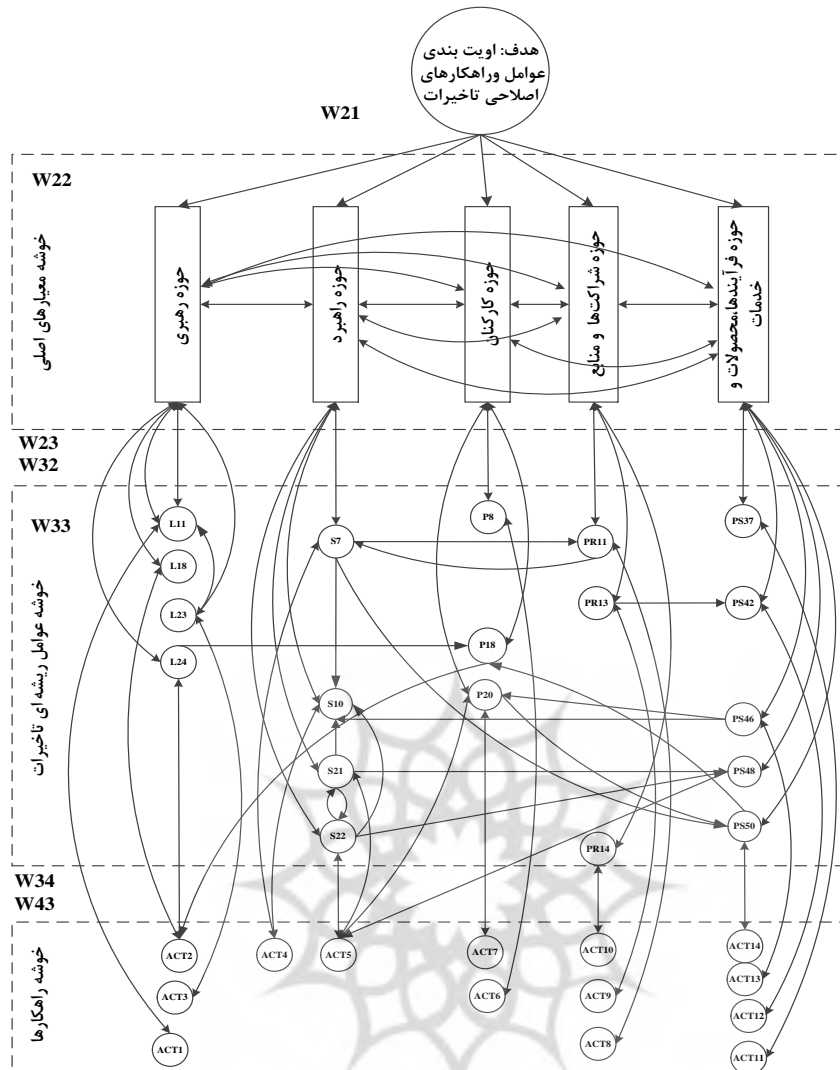 هدف: اویت بندی
عوامل وراهکارهای
اصلاحی تاخیرات
W21
W22
خوشه معیارهای اصلی
حوزه رهبری
حوزه راهبرد
حوزه کارکنان
حوزه شراکت‌ها و منابع
حوزه فرآیندها،محصولات و
خدمات
W23
W32
W33
خوشه عوامل ریشه ای تاخیرات
L11
L18
L23
L24
S7
S10
S21
S22
P8
P18
P20
PR11
PR13
PR14
PS37
PS42
PS46
PS48
PS50
W34
W43
خوشه راهکارها
ACT2
ACT3
ACT1
ACT4
ACT5
ACT7
ACT6
ACT10
ACT9
ACT8
ACT14
ACT13
ACT12
ACT11